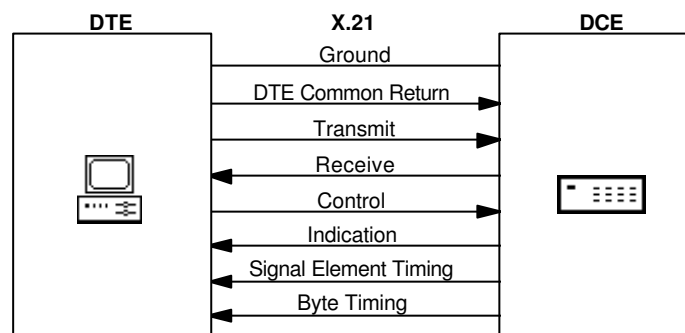 DTE X.21 DCE
Ground
DTE Common Return
Transmit
Receive
Control
Indication
Signal Element Timing
Byte Timing